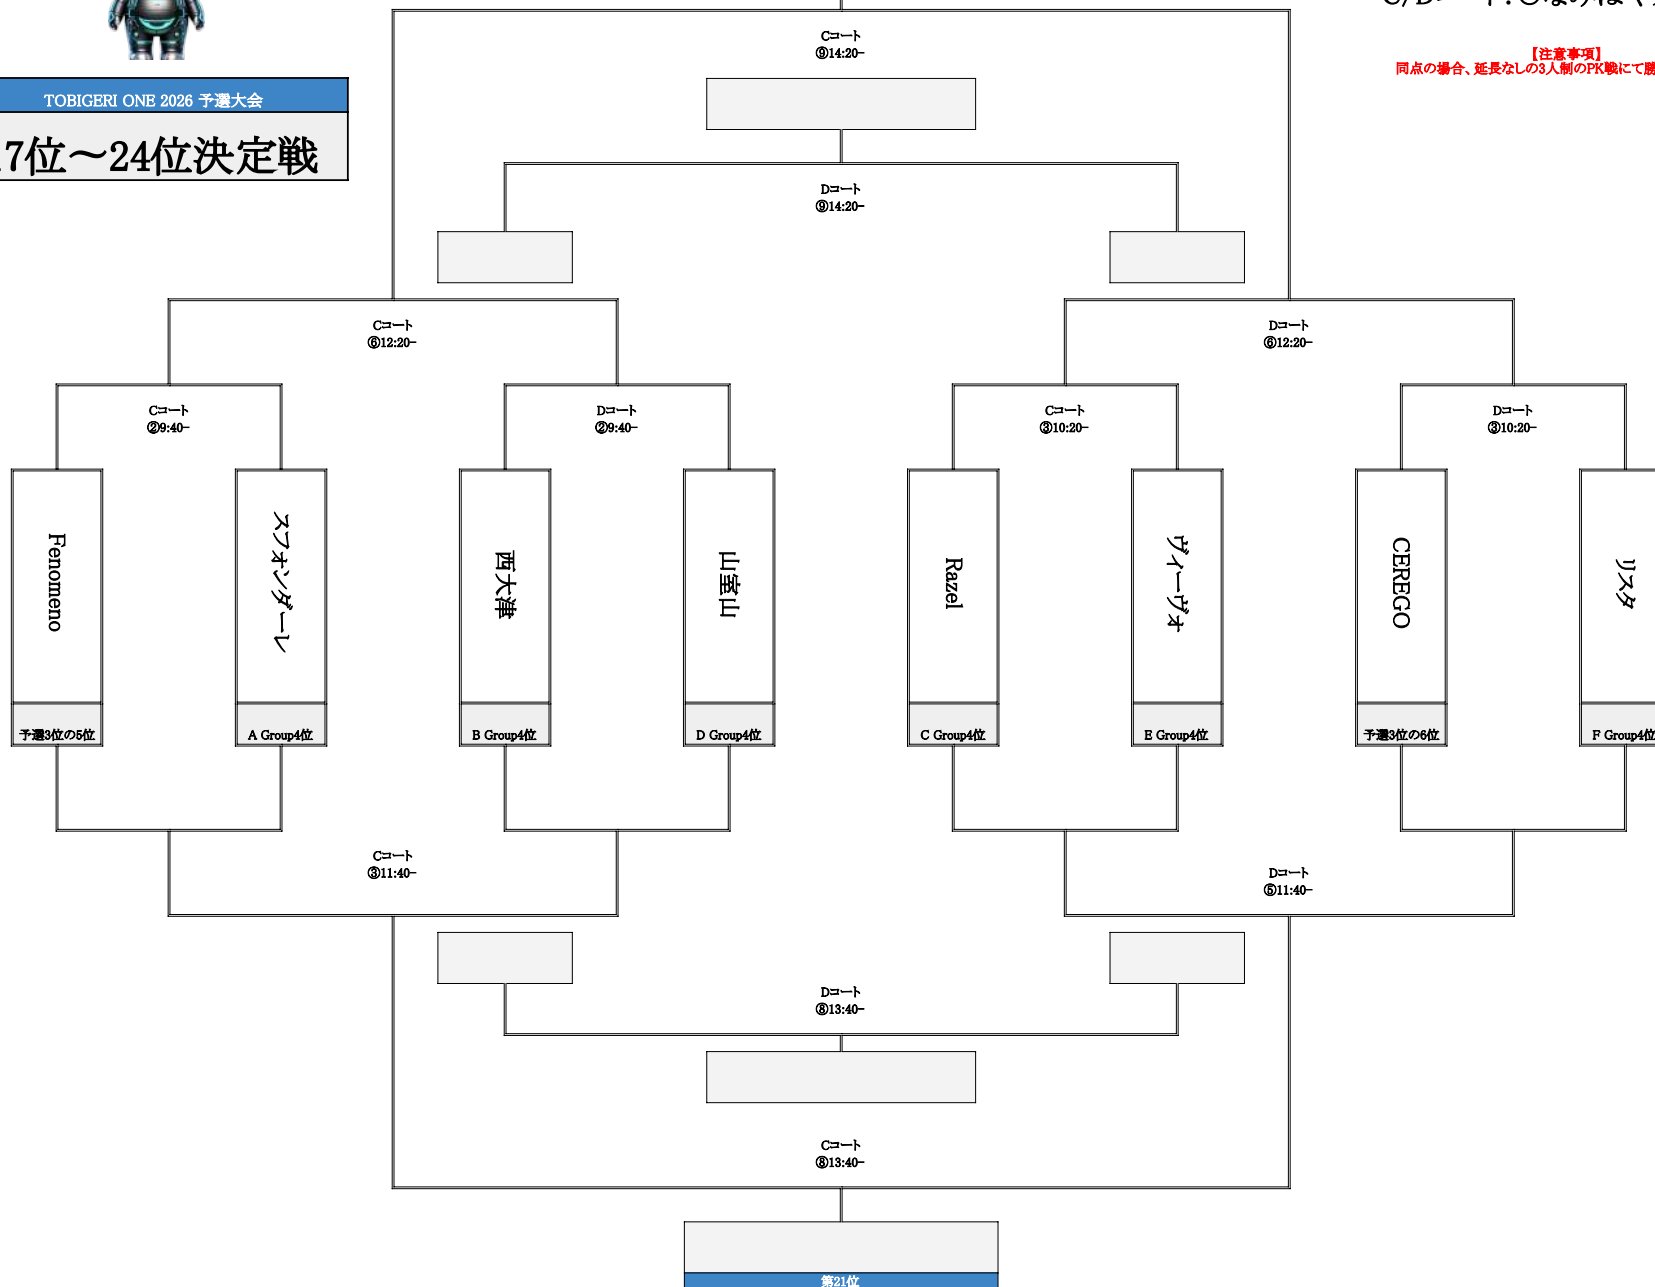 Cコート
⑨14:20-
【注意事項】
同点の場合、延長なしの3人制のPK戦にて勝
TOBIGERI ONE 2026 予選大会
7位～24位決定戦
Dコート
⑨14:20-
Cコート
⑥12:20-
Dコート
⑥12:20-
Cコート
②9:40-
Dコート
②9:40-
Cコート
③10:20-
Dコート
③10:20-
Fenomeno
スフォンダーレ
西大津
山室山
Razel
ヴィーヴォ
CEREGO
リスタ
予選3位の5位
A Group4位
B Group4位
D Group4位
C Group4位
E Group4位
予選3位の6位
F Group4位
Cコート
③11:40-
Dコート
⑤11:40-
Dコート
⑧13:40-
Cコート
⑧13:40-
第21位